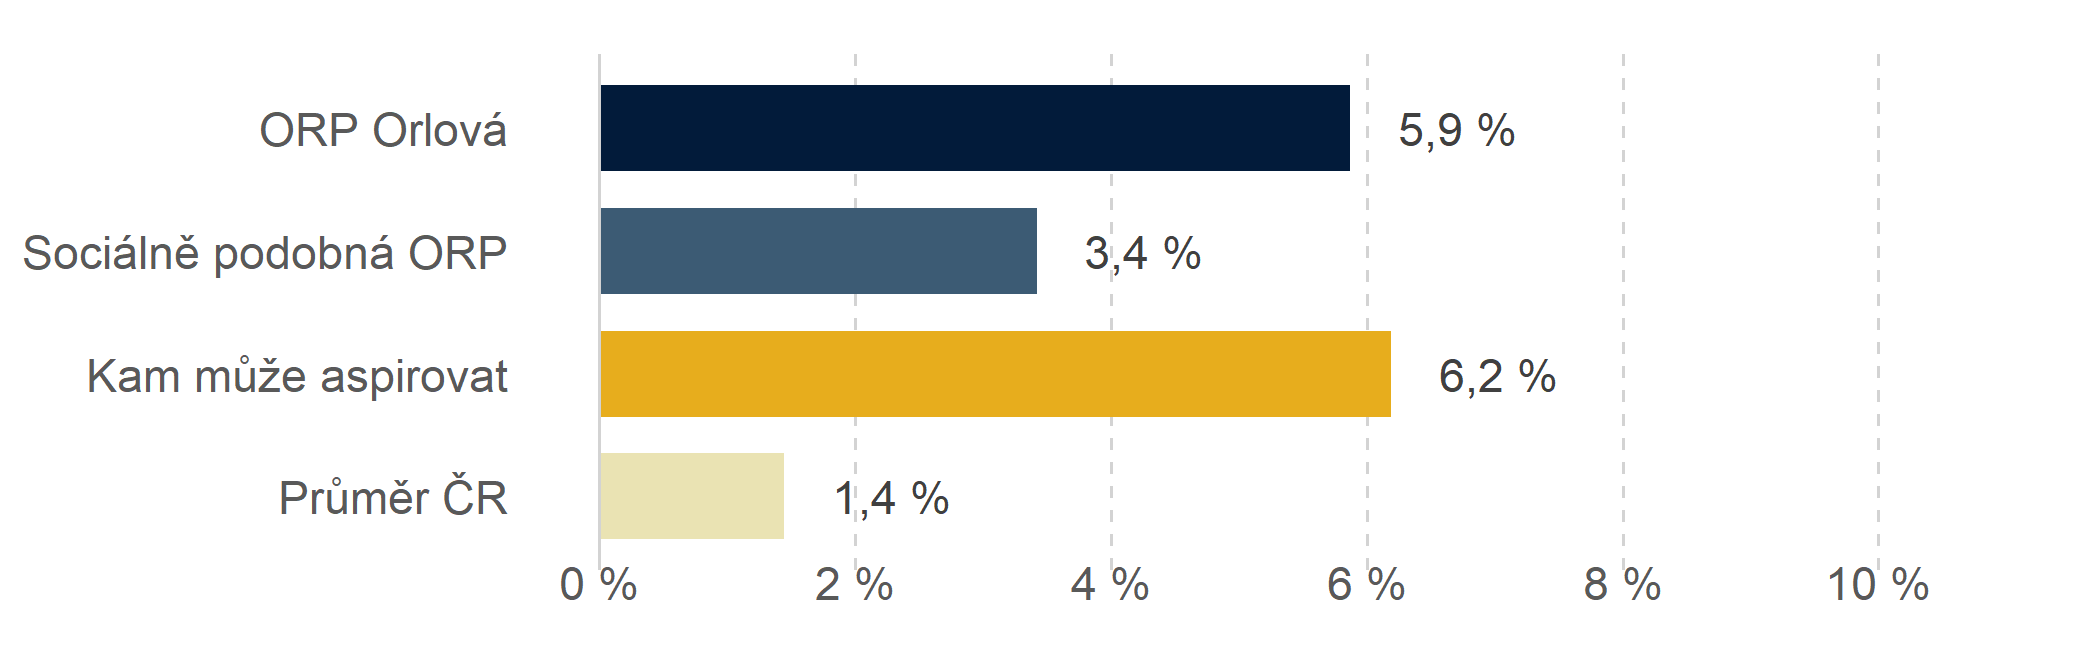 ORP Orlová
5,9 %
Sociálně podobná ORP
3,4 %
Kam může aspirovat
6,2 %
Průměr ČR
1,4 %
0 % 2 % 4 % 6 % 8 % 10 %